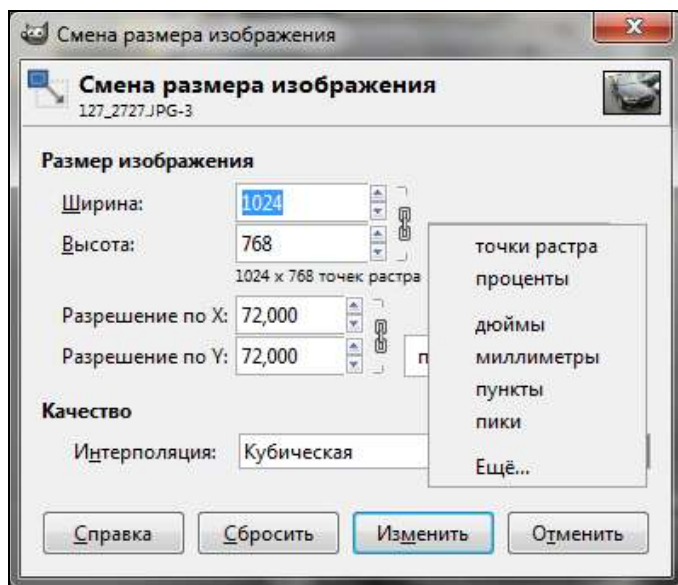 Смена размера изображения
Смена размера изображения
127_2727.JPG-3
Размер изображения
Ширина: 1024
Высота: 768
1024 x 768 точек растра
Разрешение по X: 72,000
Разрешение по Y: 72,000
точки растра
проценты
дюймы
миллиметры
пункты
пики
Ещё...
Качество
Интерполяция: Кубическая
Справка Сбросить Изменить Отменить